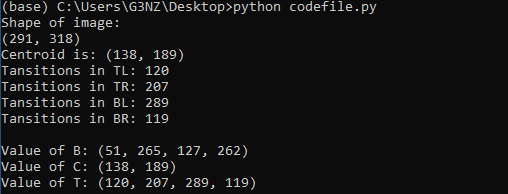 (base) C:\Users\G3NZ\Desktop>python codefile.py
Shape of image:
(291, 318)
Centroid is: (138, 189)
Tansitions in TL: 120
Tansitions in TR: 207
Tansitions in BL: 289
Tansitions in BR: 119
Value of B: (51, 265, 127, 262)
Value of C: (138, 189)
Value of T: (120, 207, 289, 119)